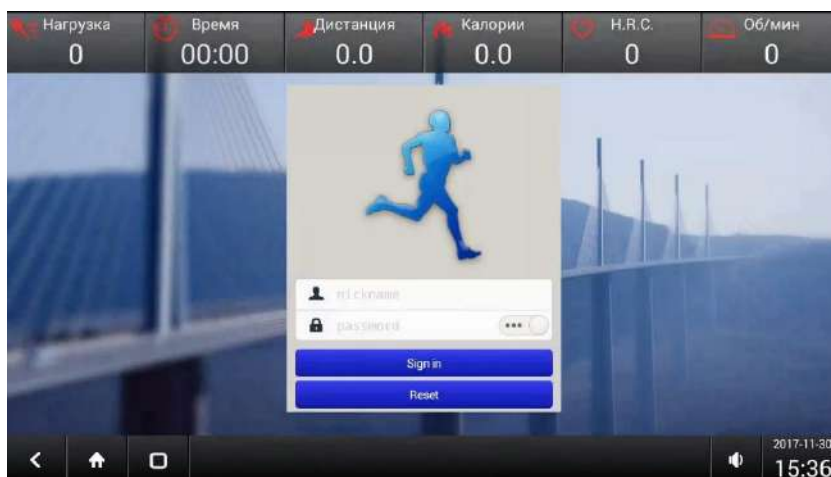 Нагрузка Время Дистанция Калории H.R.C. Об/мин
0 00:00 0.0 0.0 0 0
nickname
password
Sign in
Reset
2017-11-30
15:36